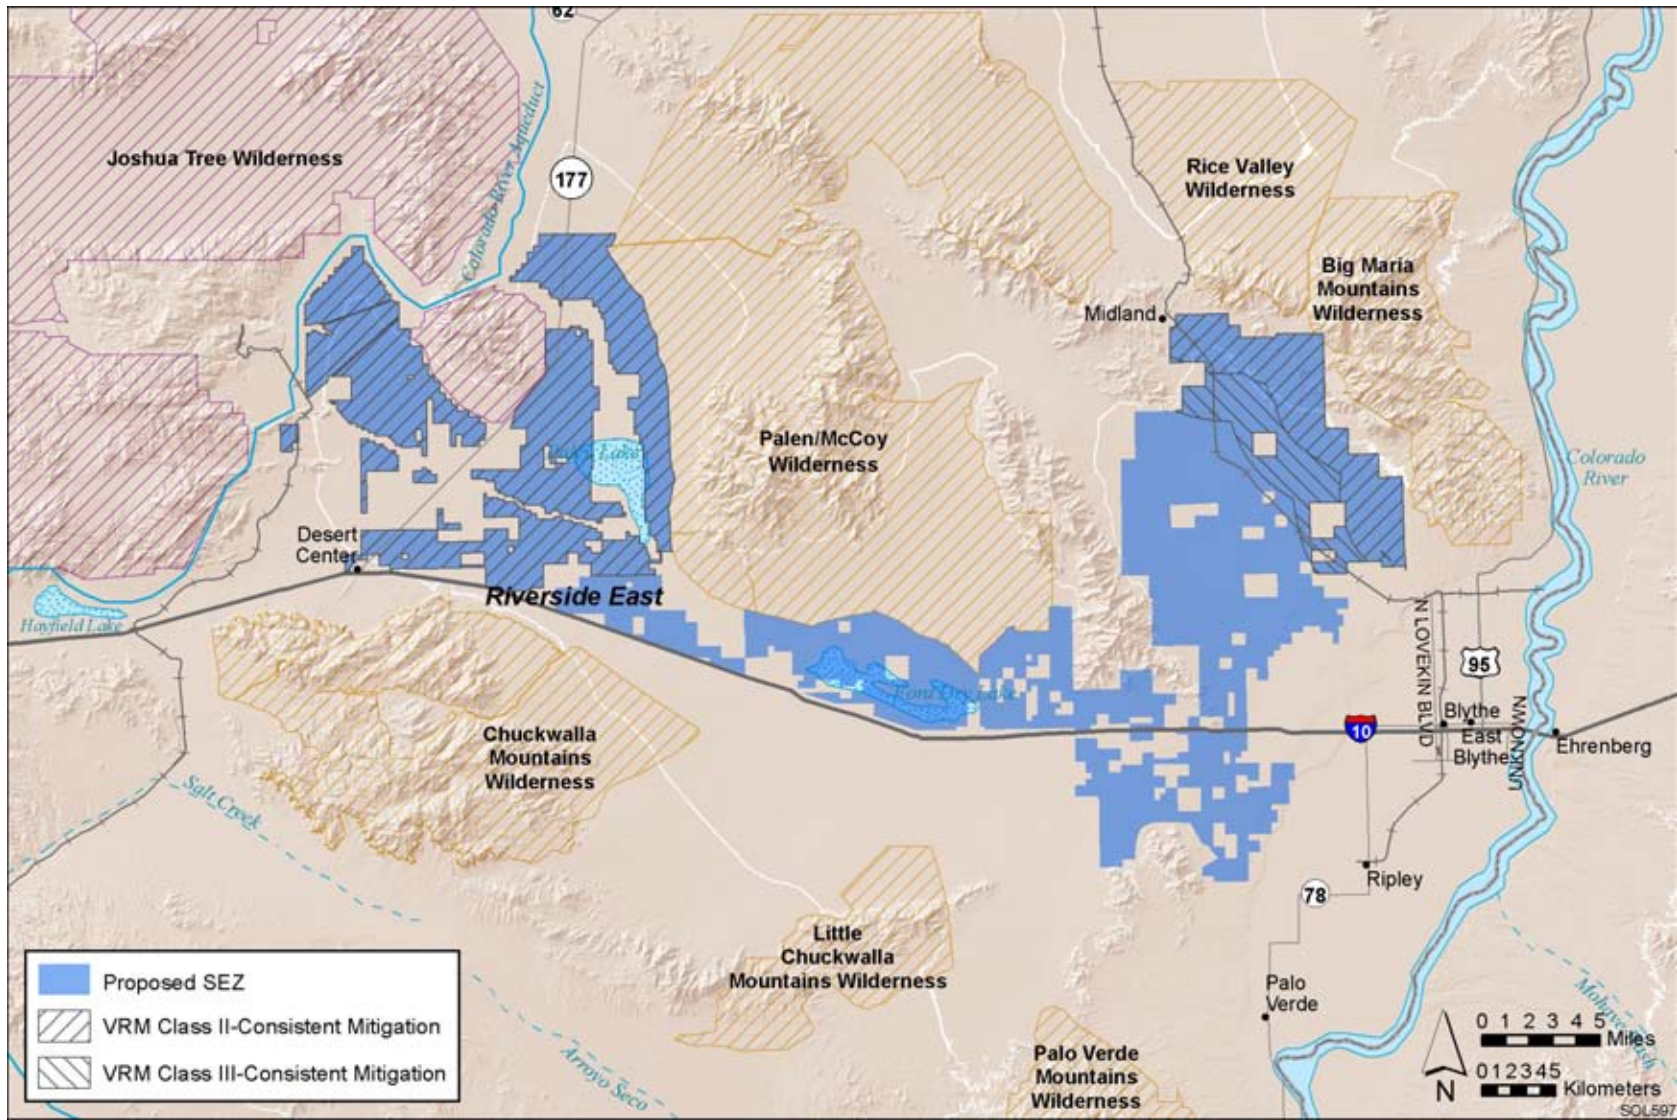 62
Joshua Tree Wilderness
Colorado River Aqueduct
177
Rice Valley
Wilderness
Big Maria
Mountains
Wilderness
Midland
Palen/McCoy
Wilderness
Lake
Colorado
River
Desert
Center
Riverside East
Hayfield Lake
N LOVEKIN BLVD
95
Ford Dry Lake
Blythe
East
Blythe
10
Ehrenberg
Chuckwalla
Mountains
Wilderness
Salt Creek
Ripley
78
Little
Chuckwalla
Mountains Wilderness
Palo
Verde
Mohave Wash
Arroyo Seco
Palo Verde
Mountains
Wilderness
Proposed SEZ
VRM Class II-Consistent Mitigation
VRM Class III-Consistent Mitigation
0 1 2 3 4 5
Miles
0 1 2 3 4 5
Kilometers
N